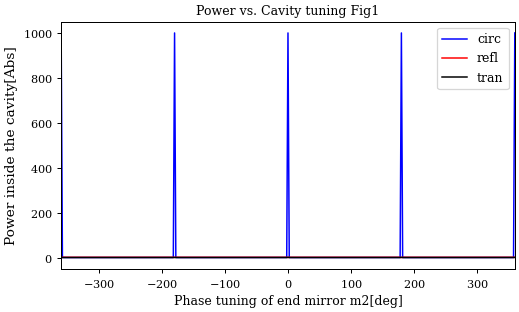 Power vs. Cavity tuning Fig1
Power inside the cavity[Abs]
1000
800
600
400
200
0
circ
refl
tran
−300 −200 −100 0 100 200 300
Phase tuning of end mirror m2[deg]